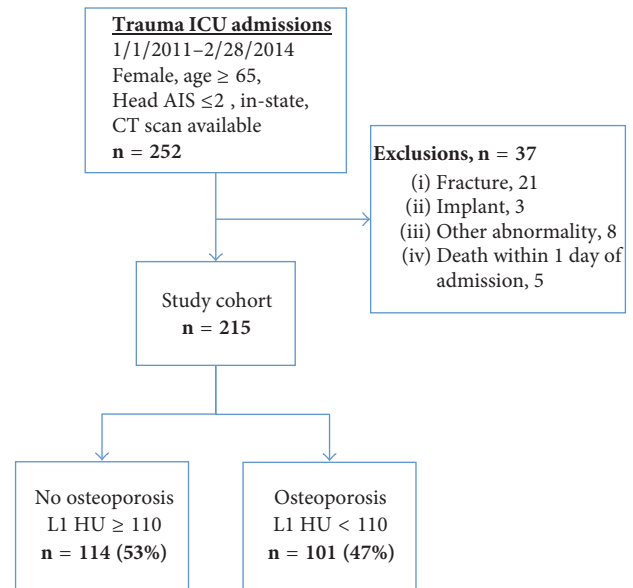 Trauma ICU admissions
1/1/2011–2/28/2014
Female, age ≥ 65,
Head AIS ≤2 , in-state,
CT scan available
n = 252
Exclusions, n = 37
(i) Fracture, 21
(ii) Implant, 3
(iii) Other abnormality, 8
(iv) Death within 1 day of
admission, 5
Study cohort
n = 215
No osteoporosis
L1 HU ≥ 110
n = 114 (53%)
Osteoporosis
L1 HU < 110
n = 101 (47%)